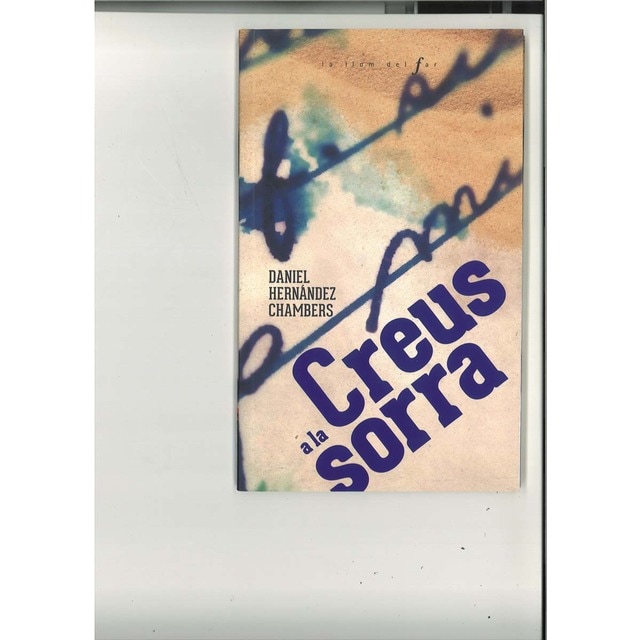 la llum del far
DANIEL
HERNÁNDEZ
CHAMBERS
Creus
a la
sorra